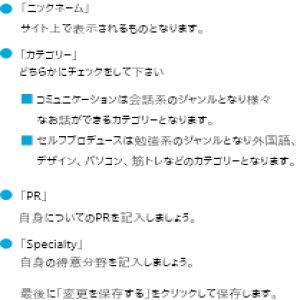 「ニックネーム」
サイト上で表示されるものとなります。
「カテゴリー」
どちらかにチェックをして下さい
コミュニケーションは会話系のジャンルとなり様々
なお話ができるカテゴリーとなります。
セルフプロデュースは勉強系のジャンルとなり外国語、
デザイン、パソコン、筋トレなどのカテゴリーとなります。
「PR」
自身についてのPRを記入しましょう。
「Specialty」
自身の得意分野を記入しましょう。
最後に「変更を保存する」をクリックして保存します。